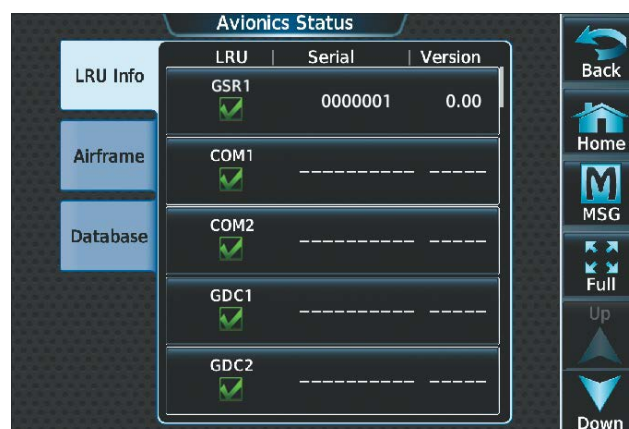 Avionics Status
LRU Info
Airframe
Database
LRU | Serial | Version
GSR1 0000001 0.00
COM1 ---------- -----
COM2 ---------- -----
GDC1 ---------- -----
GDC2 ---------- -----
Back
Home
MSG
Full
Up
Down